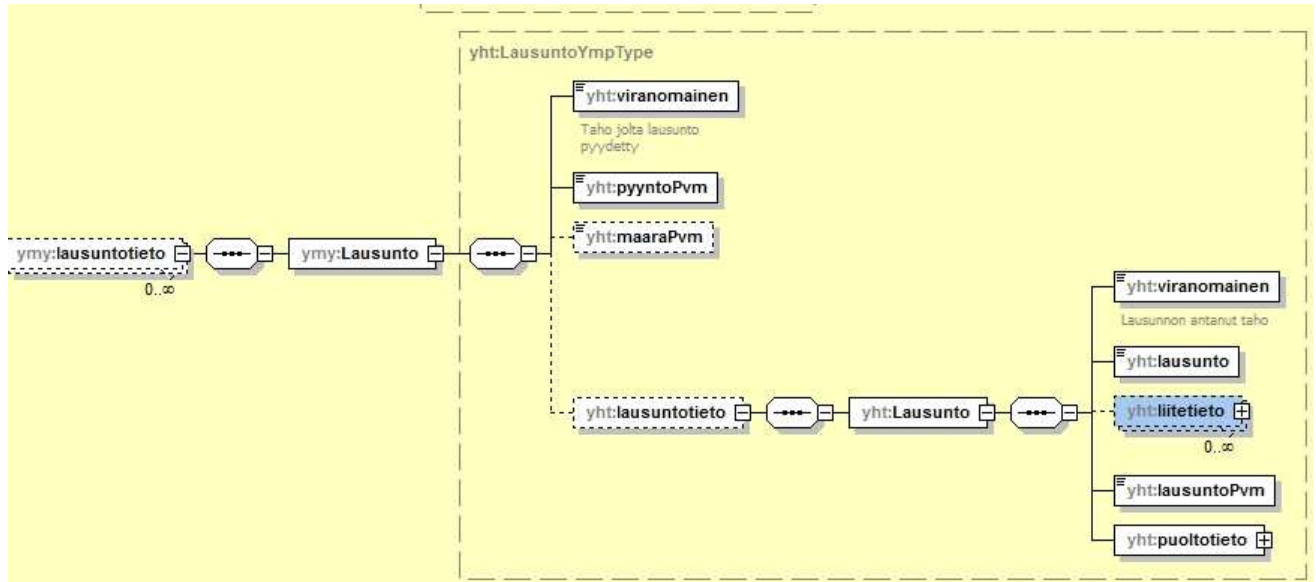 yht:LausuntoYmpType
yht:viranomainen
Taho jolta lausunto
pyydetty
yht:pyyntoPvm
yht:maaraPvm
ymy:lausuntotieto
0..∞
ymy:Lausunto
yht:lausuntotieto
yht:Lausunto
yht:viranomainen
Lausunnon antanut taho
yht:lausunto
yht:liitetieto
0..∞
yht:lausuntoPvm
yht:puoltotieto